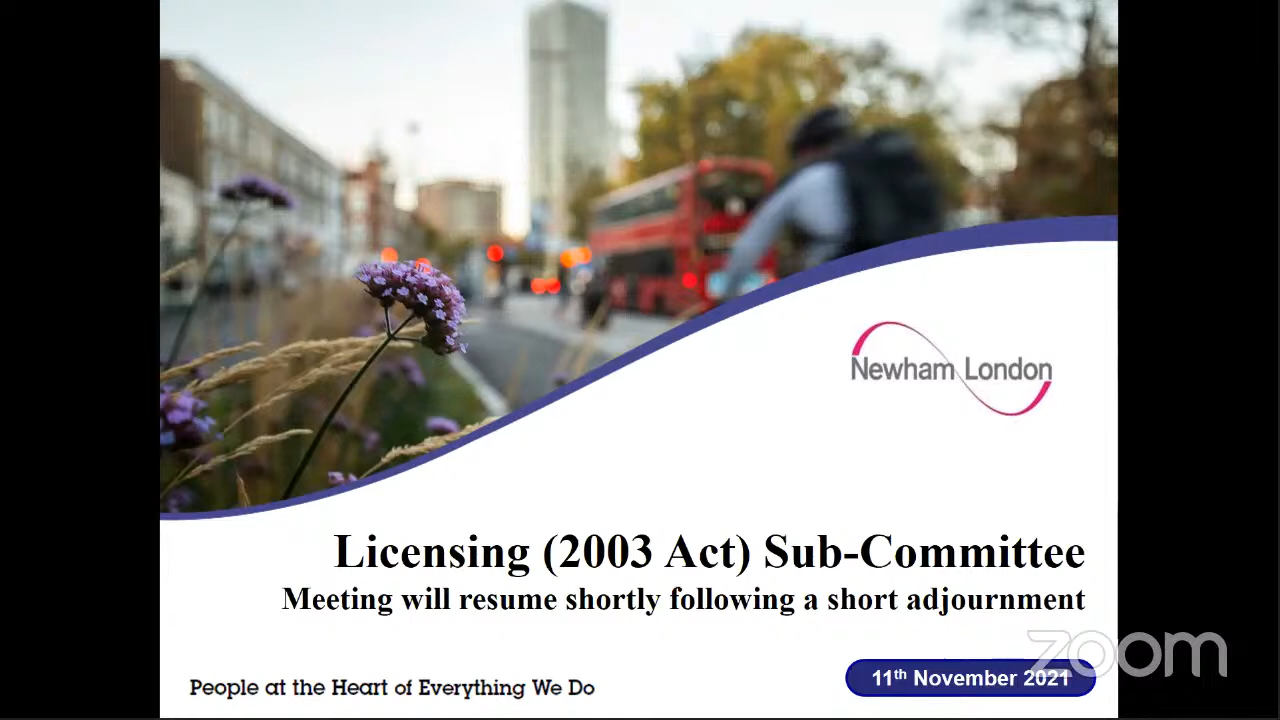 Newham London
Licensing (2003 Act) Sub-Committee
Meeting will resume shortly following a short adjournment
zoom
People at the Heart of Everything We Do
11th November 2021